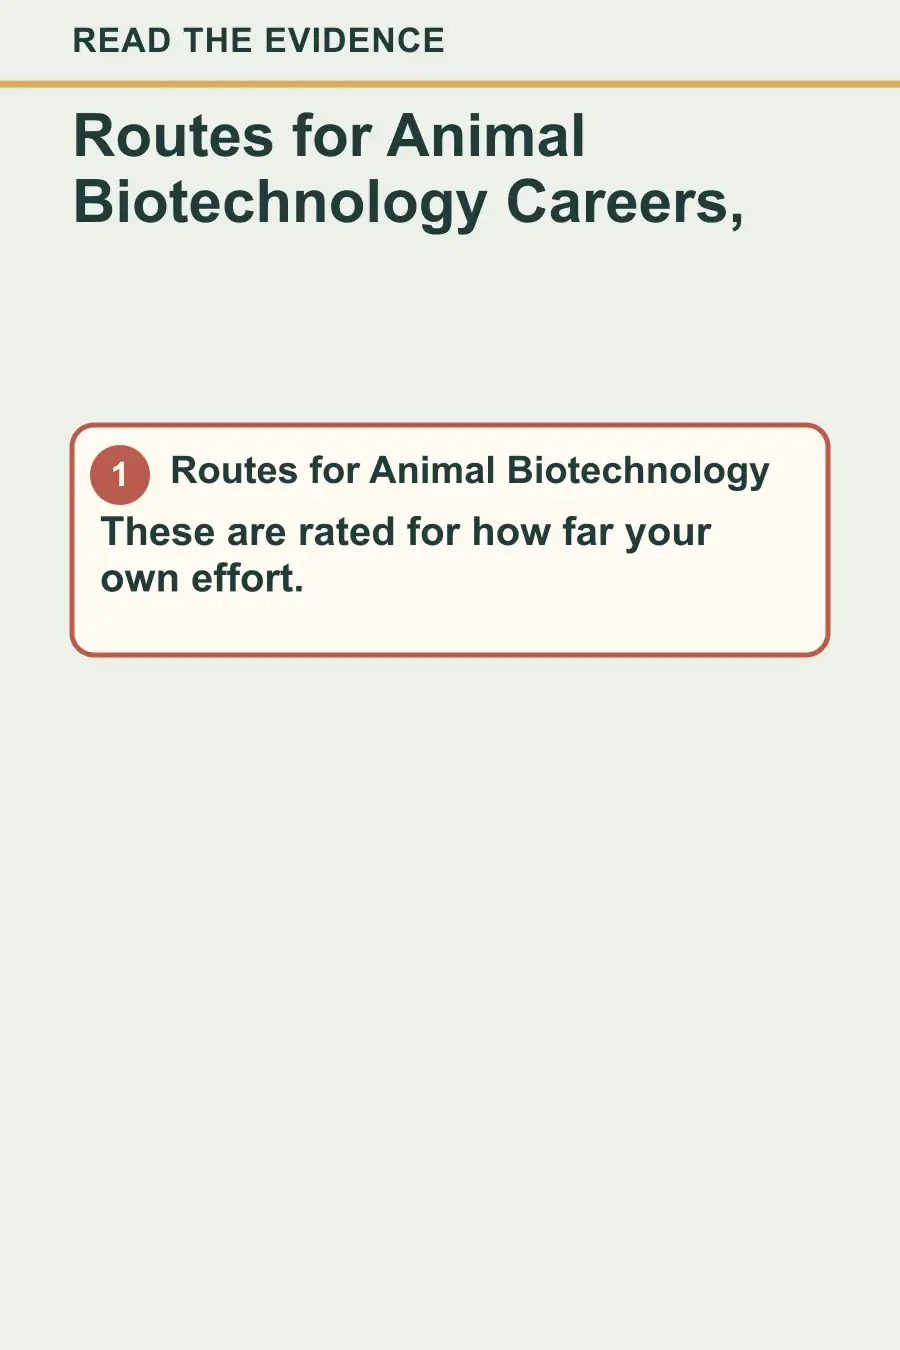 READ THE EVIDENCE
Routes for Animal
Biotechnology Careers,
1 Routes for Animal Biotechnology
These are rated for how far your
own effort.